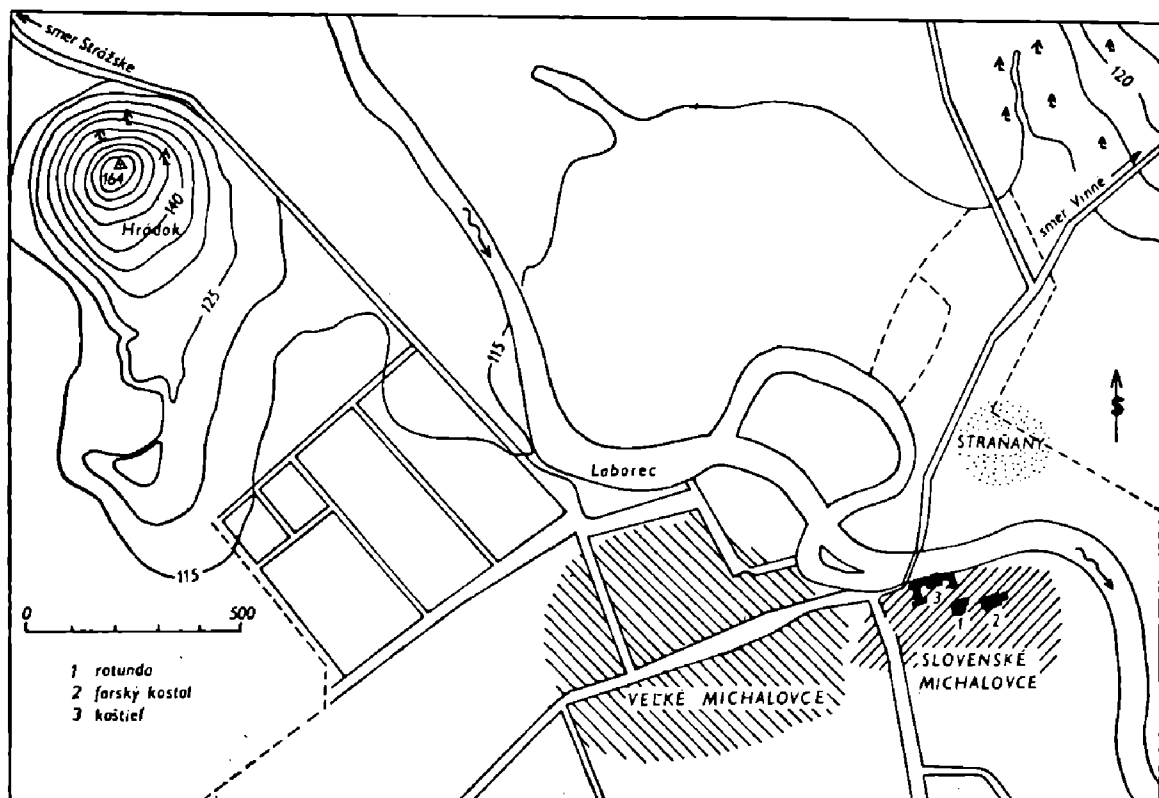 smer Strážske
120
164
140
Hrádok
smer Vinné
125
115
S
STRAŇANY
Laborec
115
0 500
3
1 2
1 rotunda
2 farský kostol
3 kaštieľ
SLOVENSKÉ
MICHALOVCE
VEĽKÉ MICHALOVCE